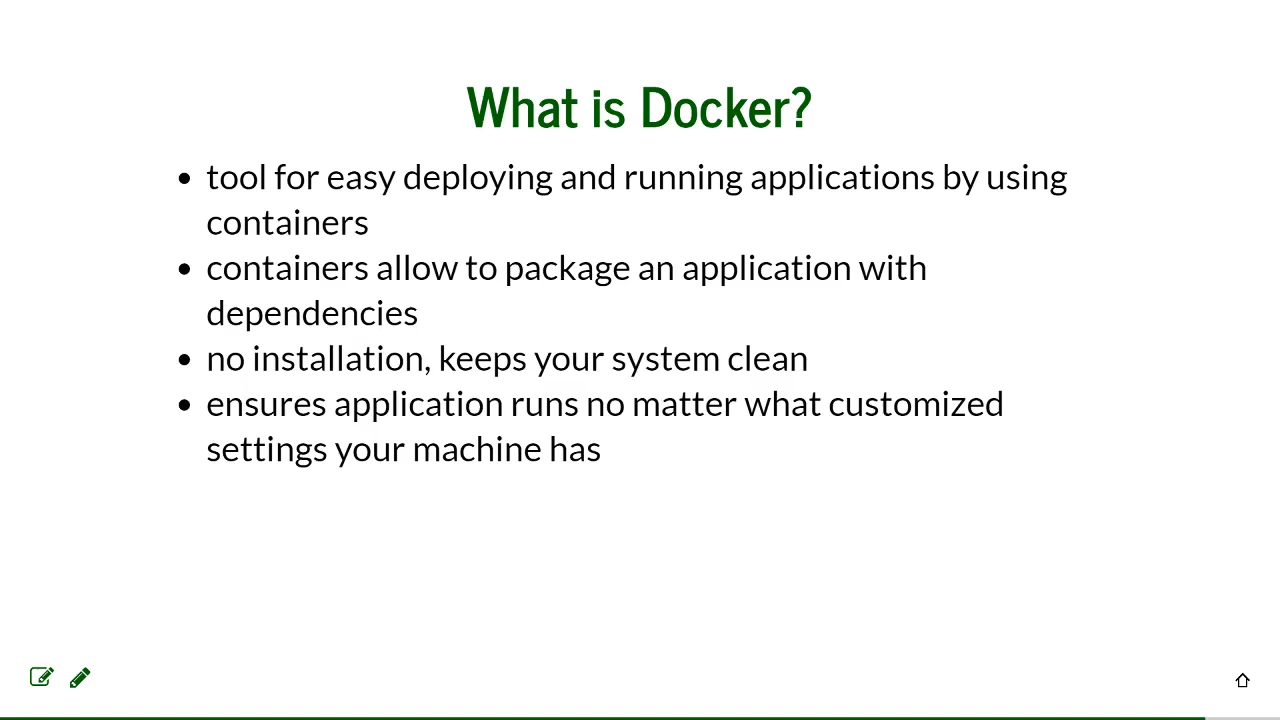 What is Docker?
• tool for easy deploying and running applications by using
containers
• containers allow to package an application with
dependencies
• no installation, keeps your system clean
• ensures application runs no matter what customized
settings your machine has